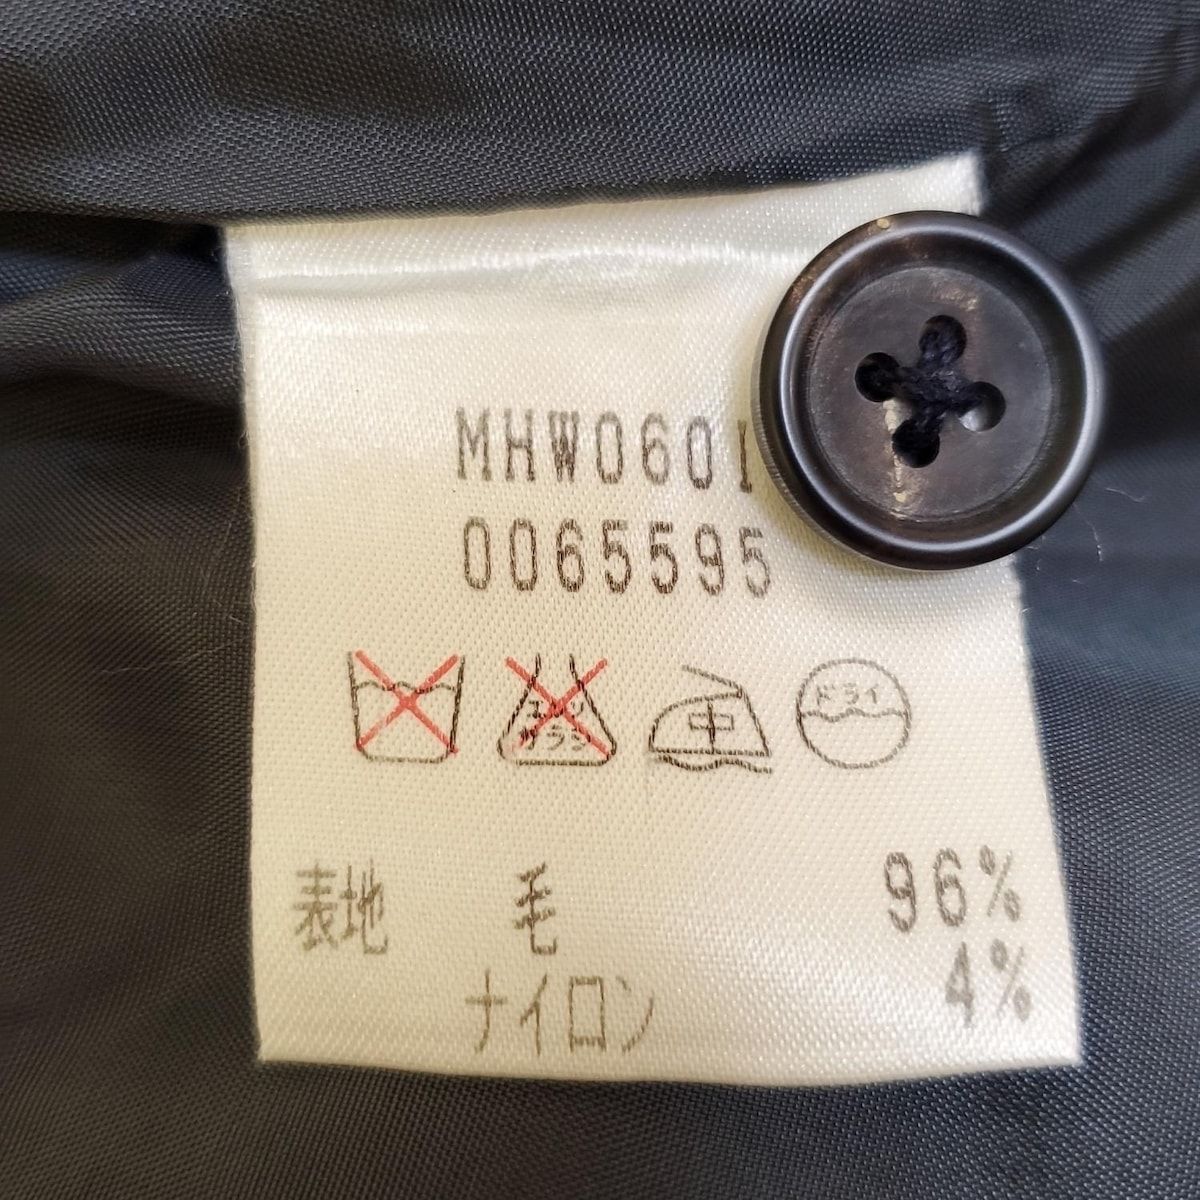 MHW0601
0065595
エンソ サラシ 中 ドライ
表地 毛 96%
ナイロン 4%